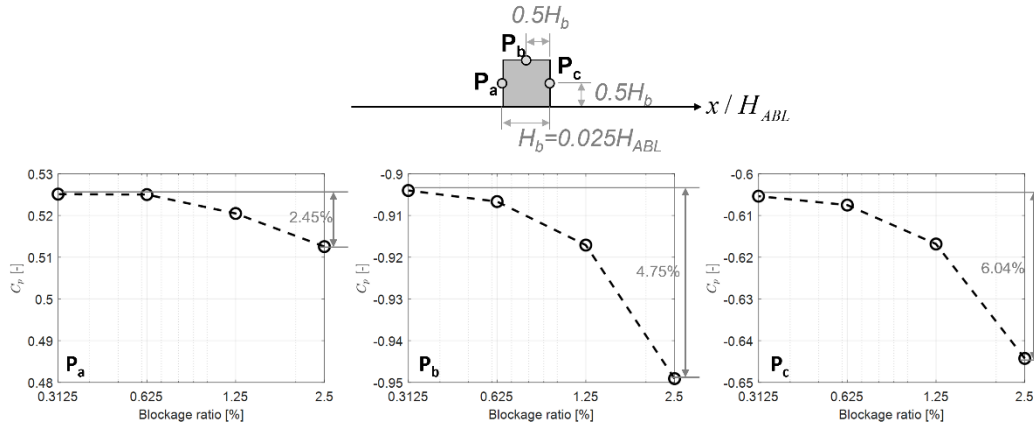 0.5H_b
P_b
P_a
P_c
0.5H_b
x / H_ABL
H_b=0.025H_ABL
0.53
0.52
0.51
0.5
0.49
0.48
C_p [-]
2.45%
P_a
0.3125 0.625 1.25 2.5
Blockage ratio [%]
-0.9
-0.91
-0.92
-0.93
-0.94
-0.95
C_p [-]
4.75%
P_b
0.3125 0.625 1.25 2.5
Blockage ratio [%]
-0.6
-0.61
-0.62
-0.63
-0.64
-0.65
C_p [-]
6.04%
P_c
0.3125 0.625 1.25 2.5
Blockage ratio [%]